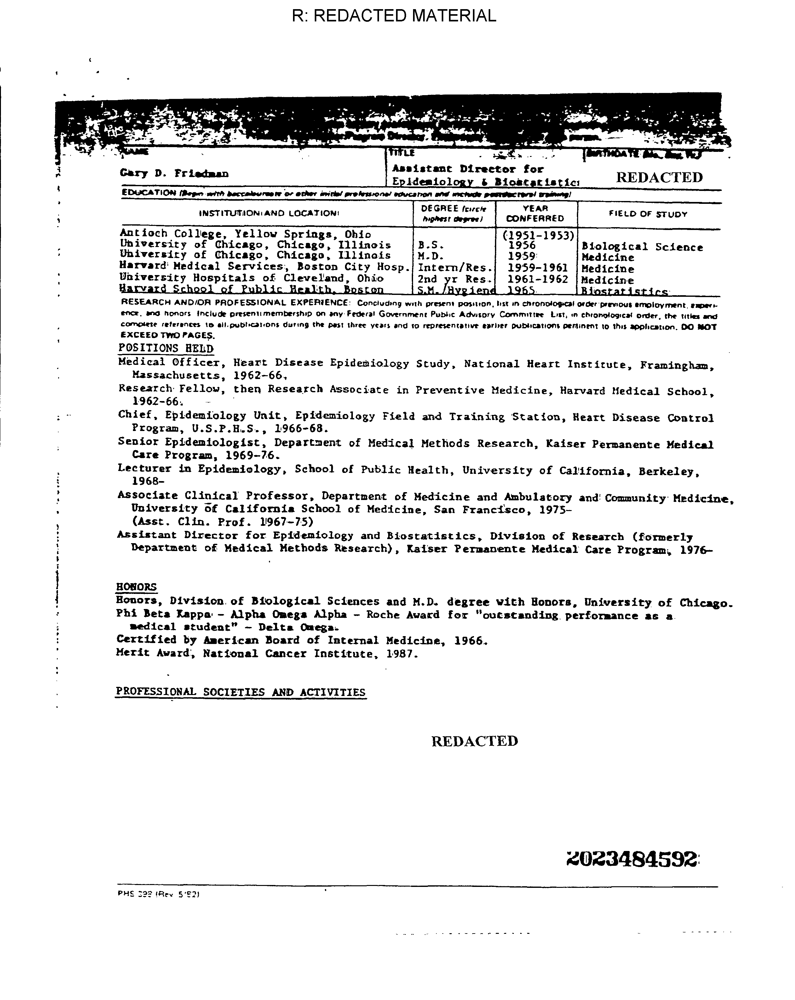 R: REDACTED MATERIAL
NAME TITLE BIRTHDATE (Mo., Day, Yr.)
Gary D. Friedman Assistant Director for Epidemiology & Biostatistics REDACTED
EDUCATION (Begin with baccalaureate or other initial professional education and include postdoctoral training)
INSTITUTION AND LOCATION DEGREE (circle highest degree) YEAR CONFERRED FIELD OF STUDY
Antioch College, Yellow Springs, Ohio (1951-1953)
University of Chicago, Chicago, Illinois B.S. 1956 Biological Science
University of Chicago, Chicago, Illinois M.D. 1959 Medicine
Harvard Medical Services, Boston City Hosp. Intern/Res. 1959-1961 Medicine
University Hospitals of Cleveland, Ohio 2nd yr Res. 1961-1962 Medicine
Harvard School of Public Health, Boston S.M./Hygiene 1965 Biostatistics
RESEARCH AND/OR PROFESSIONAL EXPERIENCE: Concluding with present position, list in chronological order previous employment, experi-
ence, and honors. Include present membership on any Federal Government Public Advisory Committee. List, in chronological order, the titles and
complete references to all publications during the past three years and to representative earlier publications pertinent to this application. DO NOT
EXCEED TWO PAGES.
POSITIONS HELD
Medical Officer, Heart Disease Epidemiology Study, National Heart Institute, Framingham,
Massachusetts, 1962-66.
Research Fellow, then Research Associate in Preventive Medicine, Harvard Medical School,
1962-66.
Chief, Epidemiology Unit, Epidemiology Field and Training Station, Heart Disease Control
Program, U.S.P.H.S., 1966-68.
Senior Epidemiologist, Department of Medical Methods Research, Kaiser Permanente Medical
Care Program, 1969-76.
Lecturer in Epidemiology, School of Public Health, University of California, Berkeley,
1968-
Associate Clinical Professor, Department of Medicine and Ambulatory and Community Medicine,
University of California School of Medicine, San Francisco, 1975-
(Asst. Clin. Prof. 1967-75)
Assistant Director for Epidemiology and Biostatistics, Division of Research (formerly
Department of Medical Methods Research), Kaiser Permanente Medical Care Program, 1976-
HONORS
Honors, Division of Biological Sciences and M.D. degree with Honors, University of Chicago.
Phi Beta Kappa - Alpha Omega Alpha - Roche Award for "outstanding performance as a
medical student" - Delta Omega.
Certified by American Board of Internal Medicine, 1966.
Merit Award, National Cancer Institute, 1987.
PROFESSIONAL SOCIETIES AND ACTIVITIES
REDACTED
2023484592
PHS 398 (Rev. 5/82)